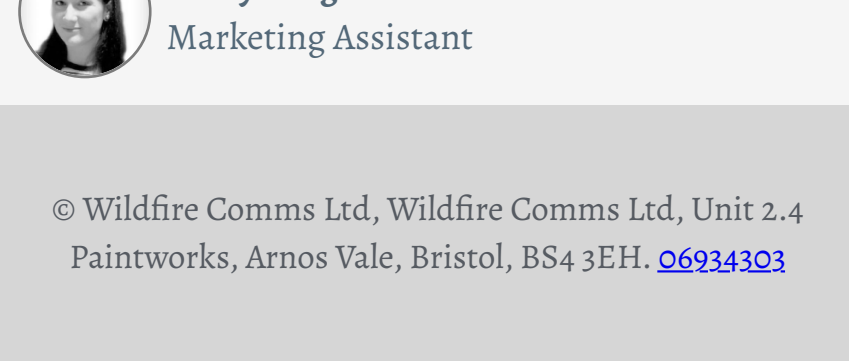 Marketing Assistant
© Wildfire Comms Ltd, Wildfire Comms Ltd, Unit 2.4
Paintworks, Arnos Vale, Bristol, BS4 3EH. 06934303